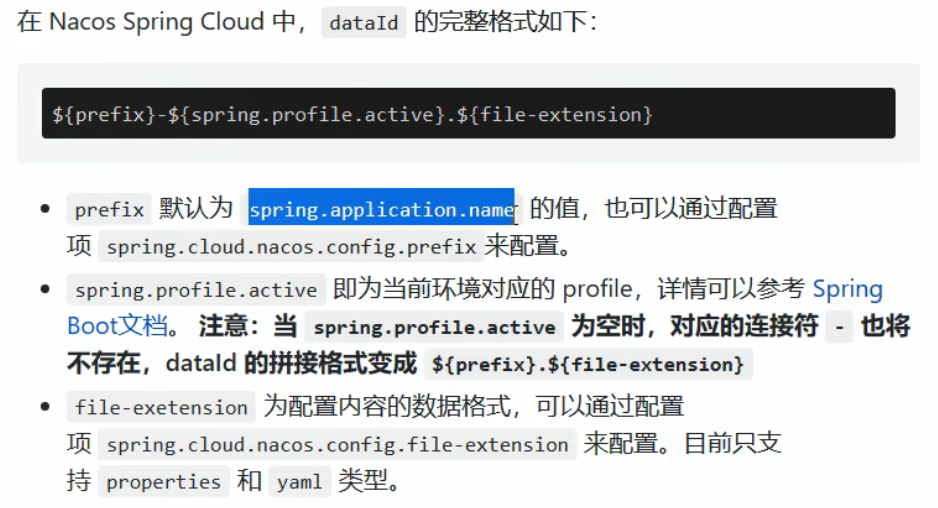 在 Nacos Spring Cloud 中，dataId 的完整格式如下：
${prefix}-${spring.profile.active}.${file-extension}
• prefix 默认为 spring.application.name 的值，也可以通过配置
项 spring.cloud.nacos.config.prefix来配置。
• spring.profile.active 即为当前环境对应的 profile，详情可以参考 Spring
Boot文档。 注意：当 spring.profile.active 为空时，对应的连接符 - 也将
不存在，dataId 的拼接格式变成 ${prefix}.${file-extension}
• file-exetension 为配置内容的数据格式，可以通过配置
项 spring.cloud.nacos.config.file-extension 来配置。目前只支
持 properties 和 yaml 类型。